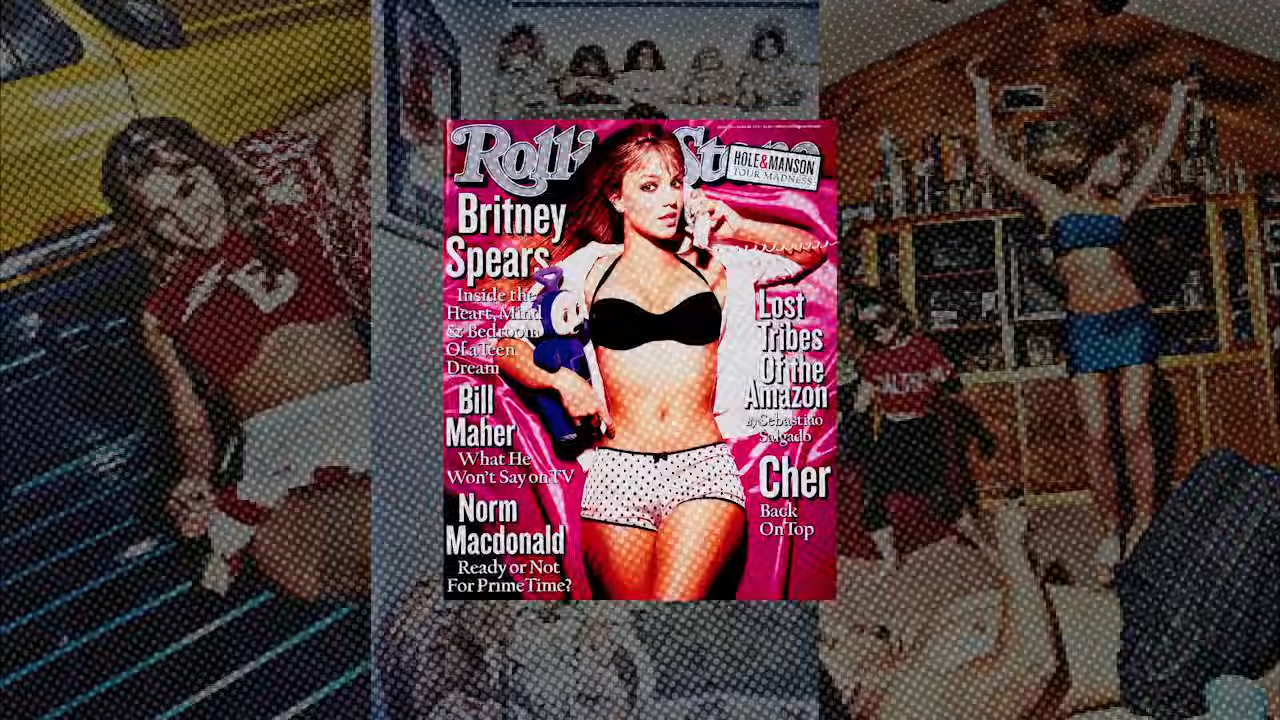 Rolling Stone
HOLE&MANSON
TOUR MADNESS!
Britney
Spears
Inside the
Heart, Mind
& Bedroom
Of a Teen
Dream
Bill
Maher
What He
Won't Say on TV
Norm
Macdonald
Ready or Not
For Prime Time?
Lost
Tribes
Of the
Amazon
By Sebastião
Salgado
Cher
Back
On Top